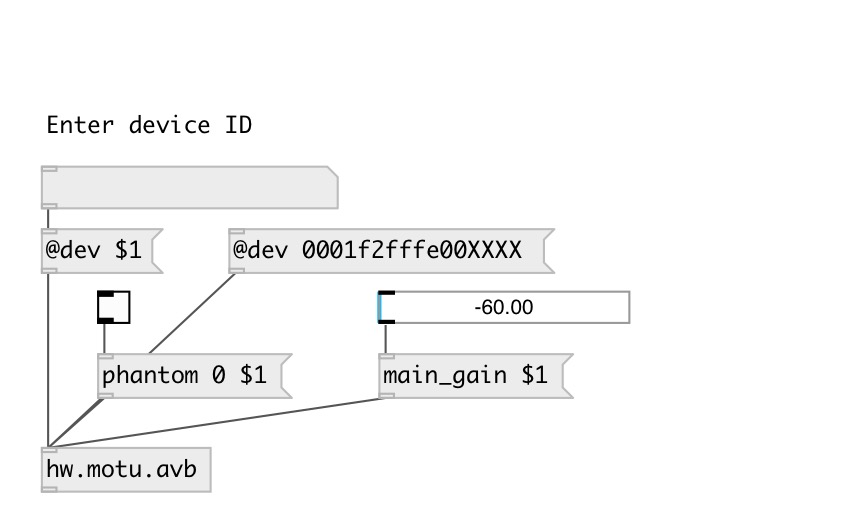 Enter device ID
@dev $1
@dev 0001f2fffe00XXXX
-60.00
phantom 0 $1
main_gain $1
hw.motu.avb